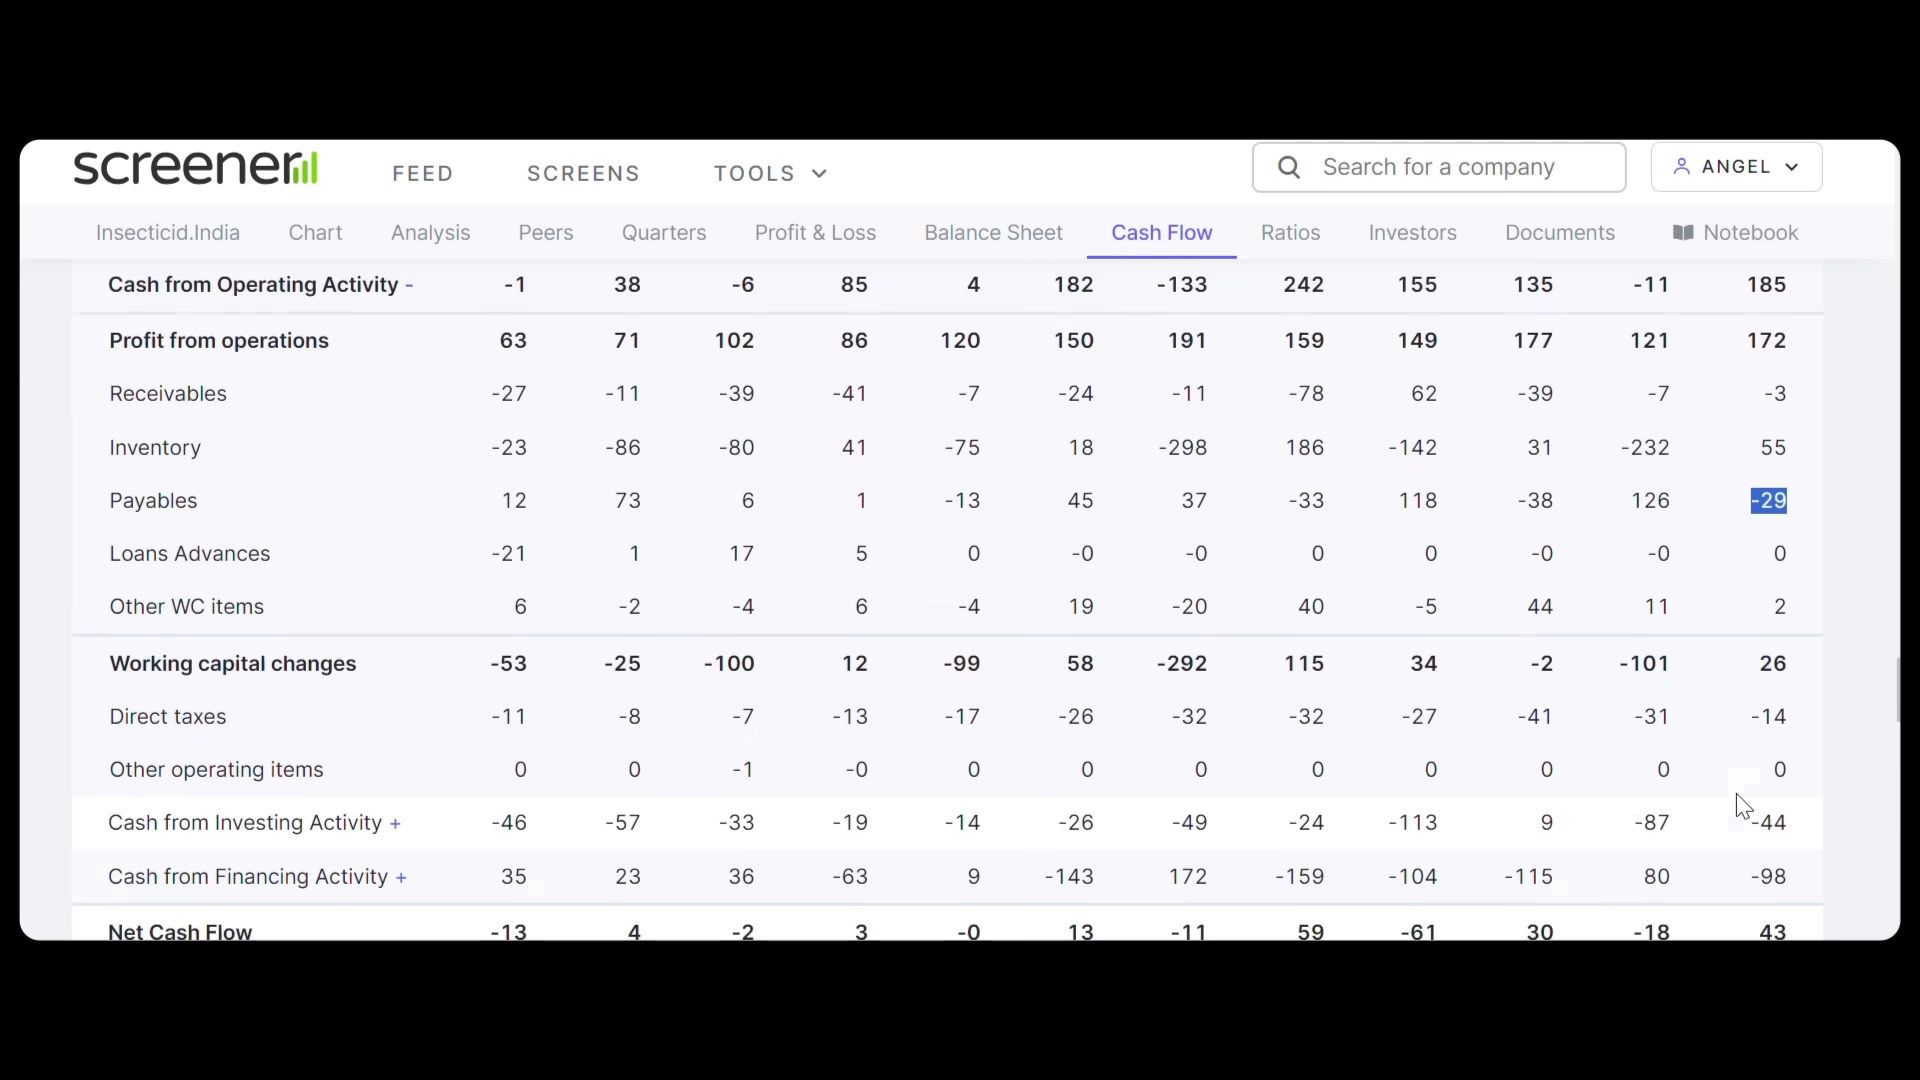 screener FEED SCREENS TOOLS Search for a company ANGEL
Insecticid.India Chart Analysis Peers Quarters Profit & Loss Balance Sheet Cash Flow Ratios Investors Documents Notebook
Cash from Operating Activity - -1 38 -6 85 4 182 -133 242 155 135 -11 185
Profit from operations 63 71 102 86 120 150 191 159 149 177 121 172
Receivables -27 -11 -39 -41 -7 -24 -11 -78 62 -39 -7 -3
Inventory -23 -86 -80 41 -75 18 -298 186 -142 31 -232 55
Payables 12 73 6 1 -13 45 37 -33 118 -38 126 -29
Loans Advances -21 1 17 5 0 -0 -0 0 0 -0 -0 0
Other WC items 6 -2 -4 6 -4 19 -20 40 -5 44 11 2
Working capital changes -53 -25 -100 12 -99 58 -292 115 34 -2 -101 26
Direct taxes -11 -8 -7 -13 -17 -26 -32 -32 -27 -41 -31 -14
Other operating items 0 0 -1 -0 0 0 0 0 0 0 0 0
Cash from Investing Activity + -46 -57 -33 -19 -14 -26 -49 -24 -113 9 -87 -44
Cash from Financing Activity + 35 23 36 -63 9 -143 172 -159 -104 -115 80 -98
Net Cash Flow -13 4 -2 3 -0 13 -11 59 -61 30 -18 43